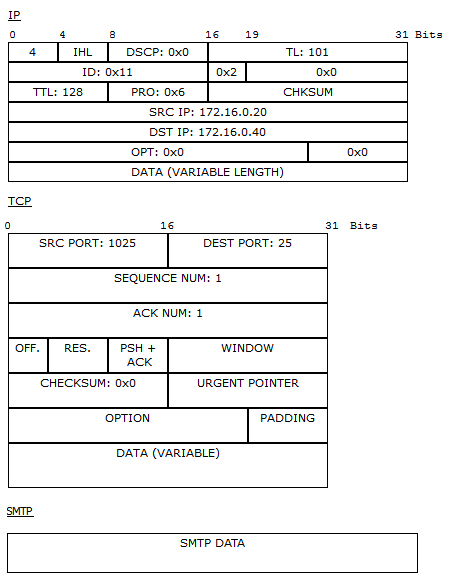 IP
0 4 8 16 19 31 Bits
4 IHL DSCP: 0x0 TL: 101
ID: 0x11 0x2 0x0
TTL: 128 PRO: 0x6 CHKSUM
SRC IP: 172.16.0.20
DST IP: 172.16.0.40
OPT: 0x0 0x0
DATA (VARIABLE LENGTH)
TCP
0 16 31 Bits
SRC PORT: 1025 DEST PORT: 25
SEQUENCE NUM: 1
ACK NUM: 1
OFF. RES. PSH + WINDOW
ACK
CHECKSUM: 0x0 URGENT POINTER
OPTION PADDING
DATA (VARIABLE)
SMTP
SMTP DATA